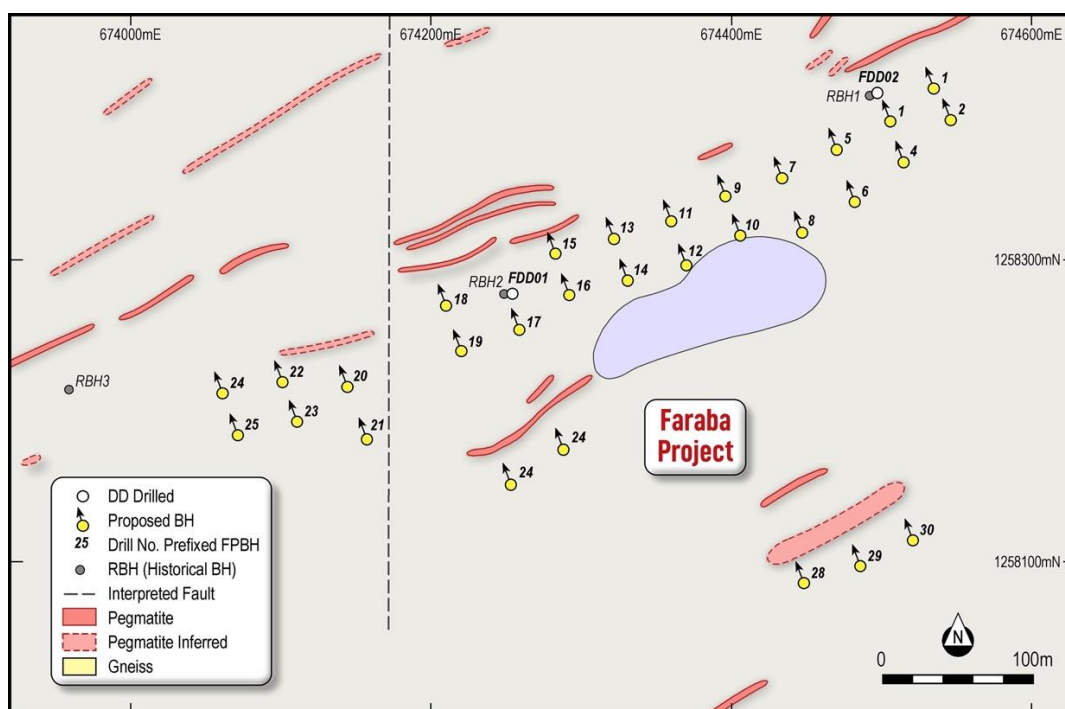 674000mE
674200mE
674400mE
674600mE
FDD02
RBH1
1
1
2
5
4
7
6
9
11
10
8
13
15
12
1258300mN
14
RBH2 FDD01
16
18
17
19
RBH3
24
22
20
25
23
21
24
24
Faraba
Project
30
29
28
1258100mN
DD Drilled
Proposed BH
25 Drill No. Prefixed FPBH
RBH (Historical BH)
Interpreted Fault
Pegmatite
Pegmatite Inferred
Gneiss
N
0 100m